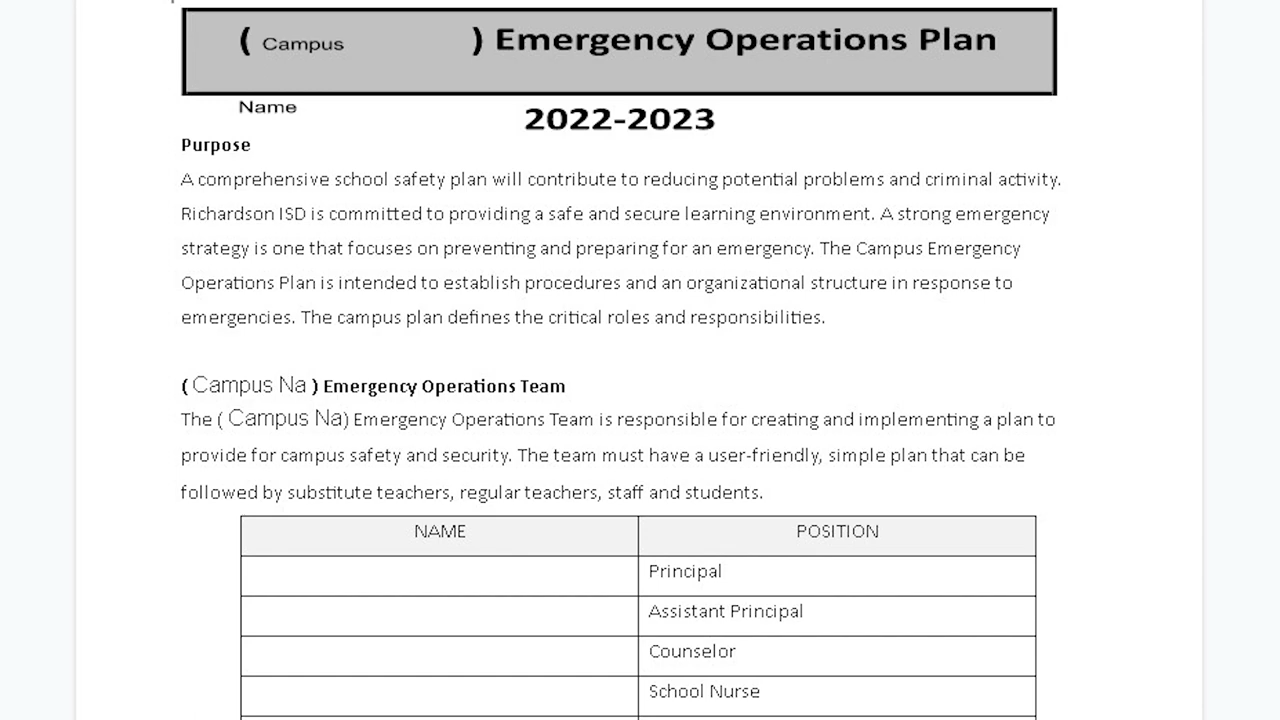 ( Campus ) Emergency Operations Plan
Name
2022-2023
Purpose
A comprehensive school safety plan will contribute to reducing potential problems and criminal activity.
Richardson ISD is committed to providing a safe and secure learning environment. A strong emergency
strategy is one that focuses on preventing and preparing for an emergency. The Campus Emergency
Operations Plan is intended to establish procedures and an organizational structure in response to
emergencies. The campus plan defines the critical roles and responsibilities.
( Campus Na ) Emergency Operations Team
The ( Campus Na) Emergency Operations Team is responsible for creating and implementing a plan to
provide for campus safety and security. The team must have a user-friendly, simple plan that can be
followed by substitute teachers, regular teachers, staff and students.
NAME POSITION
Principal
Assistant Principal
Counselor
School Nurse